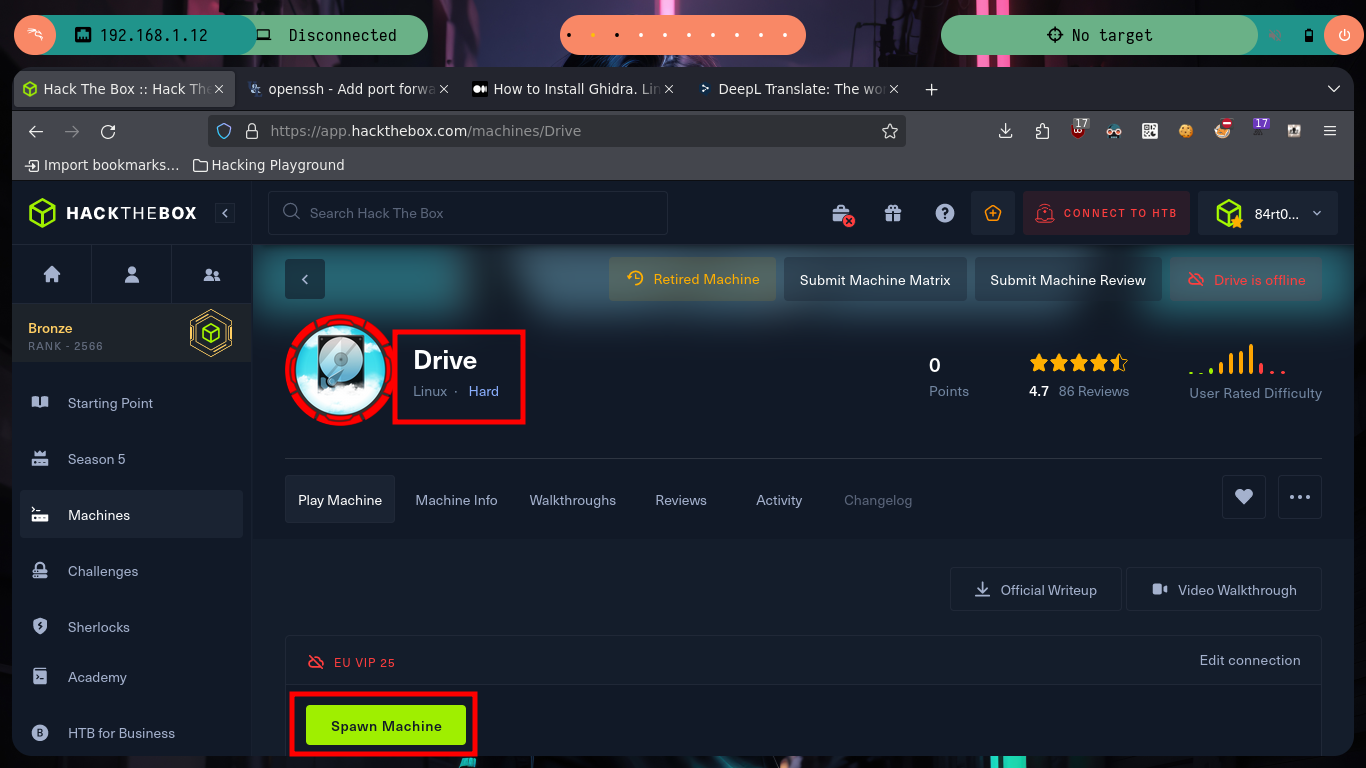 192.168.1.12
Disconnected
No target
Hack The Box :: Hack The
openssh - Add port forwa
How to Install Ghidra. Lin
DeepL Translate: The wo
https://app.hackthebox.com/machines/Drive
17
17
Import bookmarks...
Hacking Playground
HACKTHEBOX
Search Hack The Box
CONNECT TO HTB
84rt0...
Retired Machine
Submit Machine Matrix
Submit Machine Review
Drive is offline
Bronze
RANK - 2566
Drive
Linux · Hard
0
Points
4.7 86 Reviews
User Rated Difficulty
Starting Point
Season 5
Machines
Challenges
Sherlocks
Academy
HTB for Business
Play Machine
Machine Info
Walkthroughs
Reviews
Activity
Changelog
Official Writeup
Video Walkthrough
EU VIP 25
Edit connection
Spawn Machine